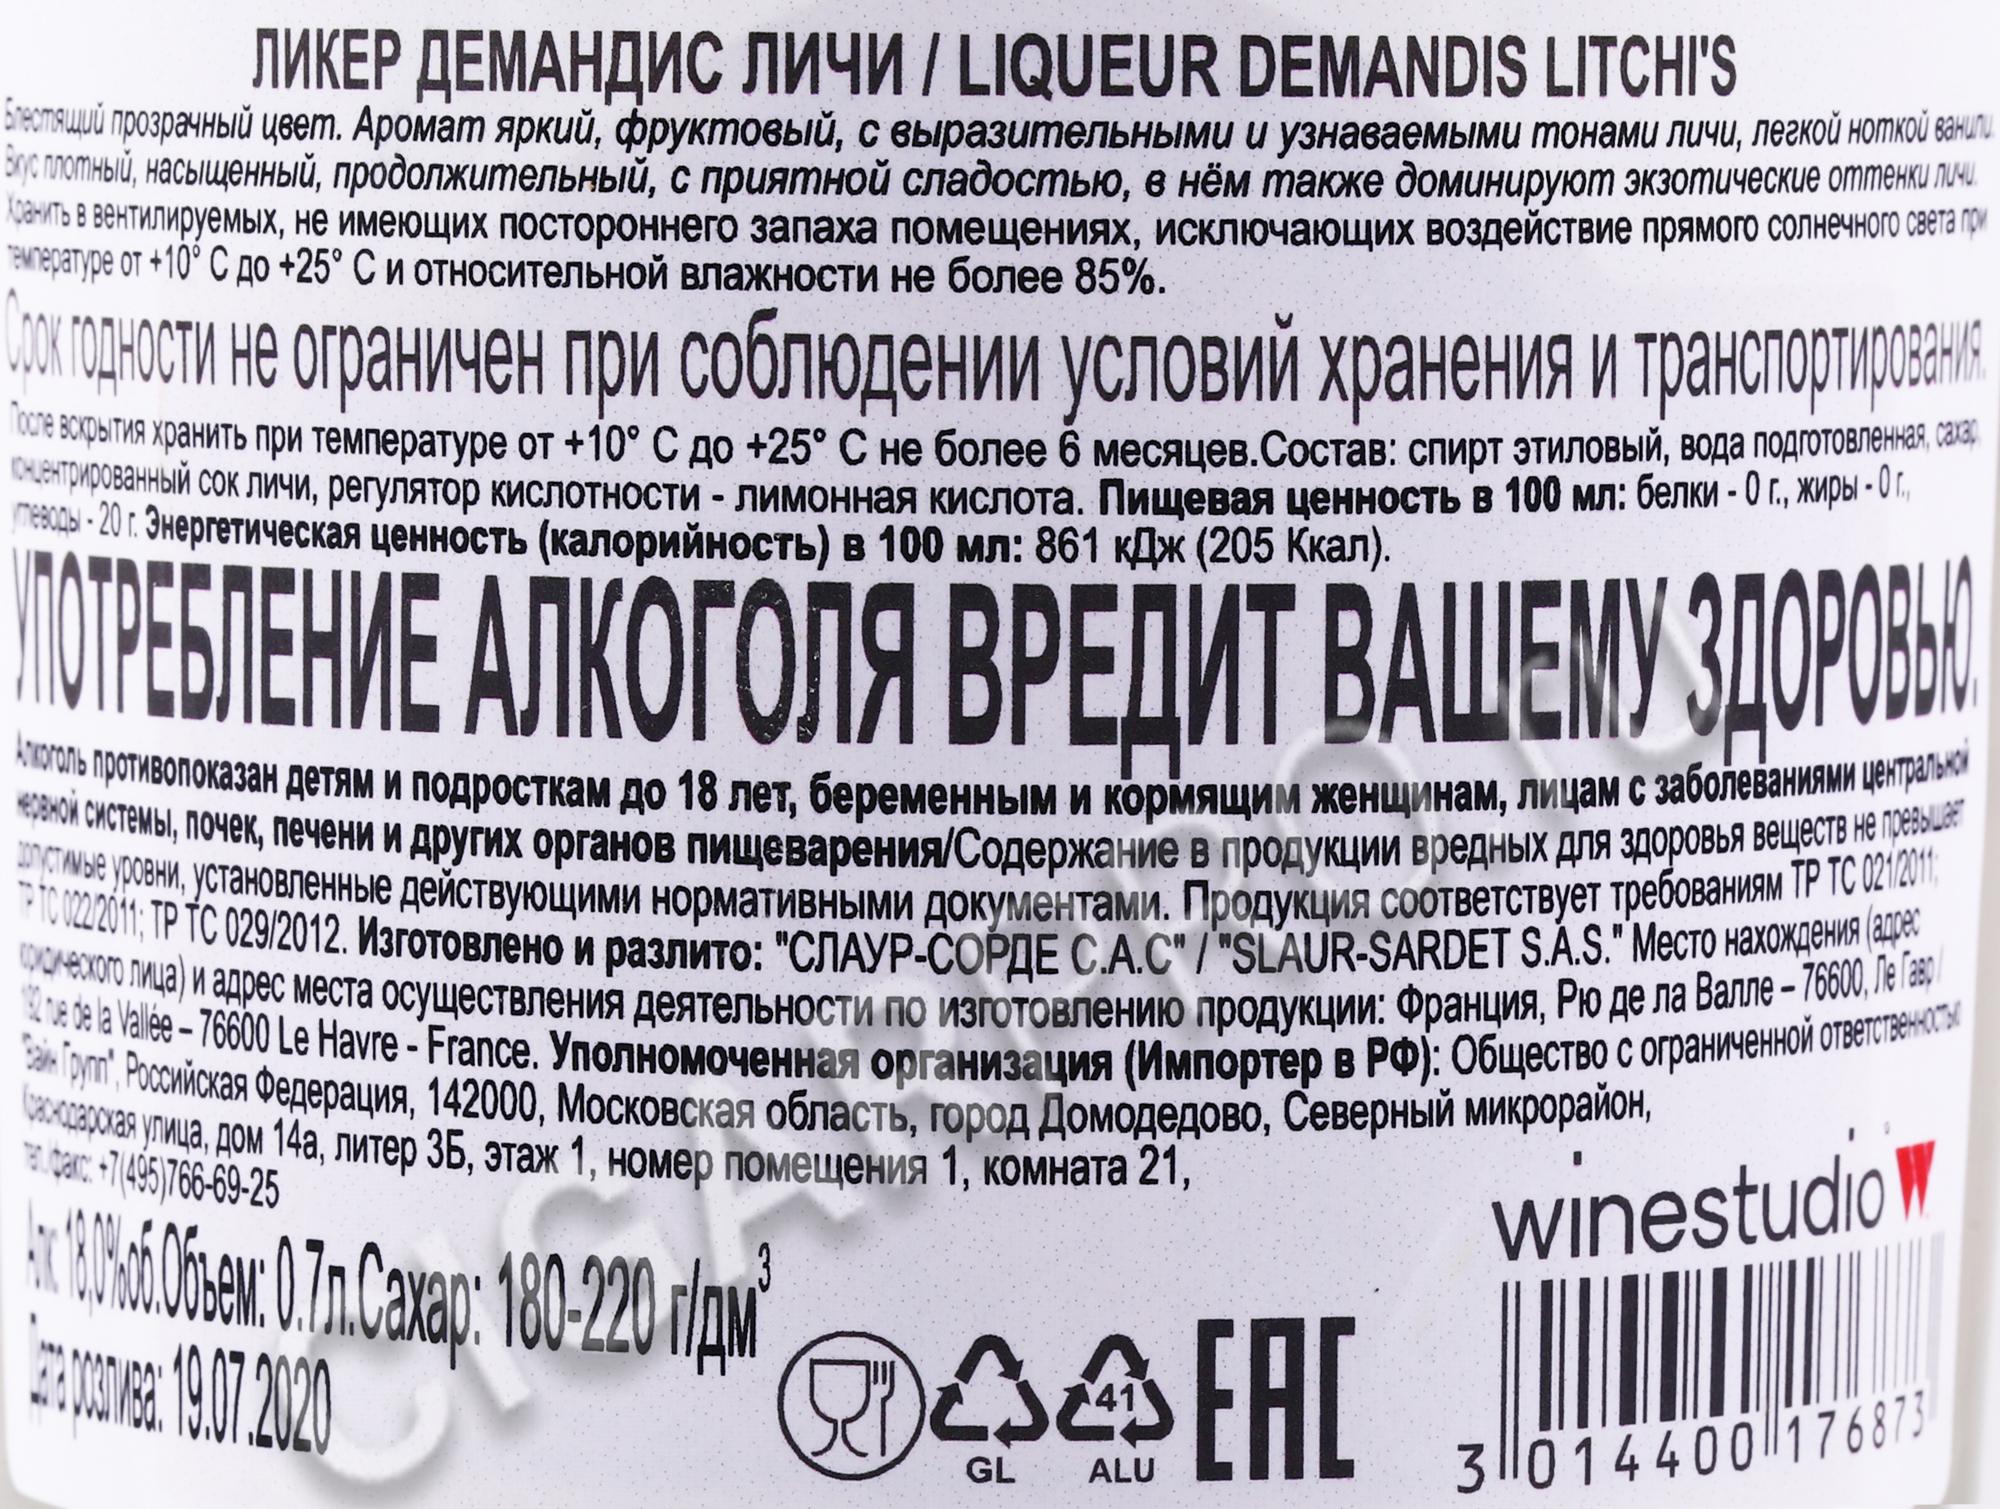 ЛИКЕР ДЕМАНДИС ЛИЧИ / LIQUEUR DEMANDIS LITCHI'S
Блестящий прозрачный цвет. Аромат яркий, фруктовый, с выразительными и узнаваемыми тонами личи, легкой ноткой ванили.
Вкус плотный, насыщенный, продолжительный, с приятной сладостью, в нём также доминируют экзотические оттенки личи.
Хранить в вентилируемых, не имеющих постороннего запаха помещениях, исключающих воздействие прямого солнечного света при
температуре от +10° С до +25° С и относительной влажности не более 85%.
Срок годности не ограничен при соблюдении условий хранения и транспортирования.
После вскрытия хранить при температуре от +10° С до +25° С не более 6 месяцев.Состав: спирт этиловый, вода подготовленная, сахар,
концентрированный сок личи, регулятор кислотности - лимонная кислота. Пищевая ценность в 100 мл: белки - 0 г., жиры - 0 г.,
углеводы - 20 г. Энергетическая ценность (калорийность) в 100 мл: 861 кДж (205 Ккал).
УПОТРЕБЛЕНИЕ АЛКОГОЛЯ ВРЕДИТ ВАШЕМУ ЗДОРОВЬЮ.
Алкоголь противопоказан детям и подросткам до 18 лет, беременным и кормящим женщинам, лицам с заболеваниями центральной
нервной системы, почек, печени и других органов пищеварения/Содержание в продукции вредных для здоровья веществ не превышает
допустимые уровни, установленные действующими нормативными документами. Продукция соответствует требованиям ТР ТС 021/2011;
ТР ТС 022/2011; ТР ТС 029/2012. Изготовлено и разлито: "СЛАУР-СОРДЕ С.А.С" / "SLAUR-SARDET S.A.S." Место нахождения (адрес
юридического лица) и адрес места осуществления деятельности по изготовлению продукции: Франция, Рю де ла Валле – 76600, Ле Гавр /
192 rue de la Vallée – 76600 Le Havre - France. Уполномоченная организация (Импортер в РФ): Общество с ограниченной ответственностью
"Вайн Групп", Российская Федерация, 142000, Московская область, город Домодедово, Северный микрорайон,
Краснодарская улица, дом 14а, литер 3Б, этаж 1, номер помещения 1, комната 21,
тел./факс: +7(495)766-69-25
Алк: 18,0%об.Объем: 0.7л.Сахар: 180-220 г/дм³
Дата розлива: 19.07.2020
winestudio W
GL
41
ALU
EAC
3 014400 176873
CIGARPRO.ru